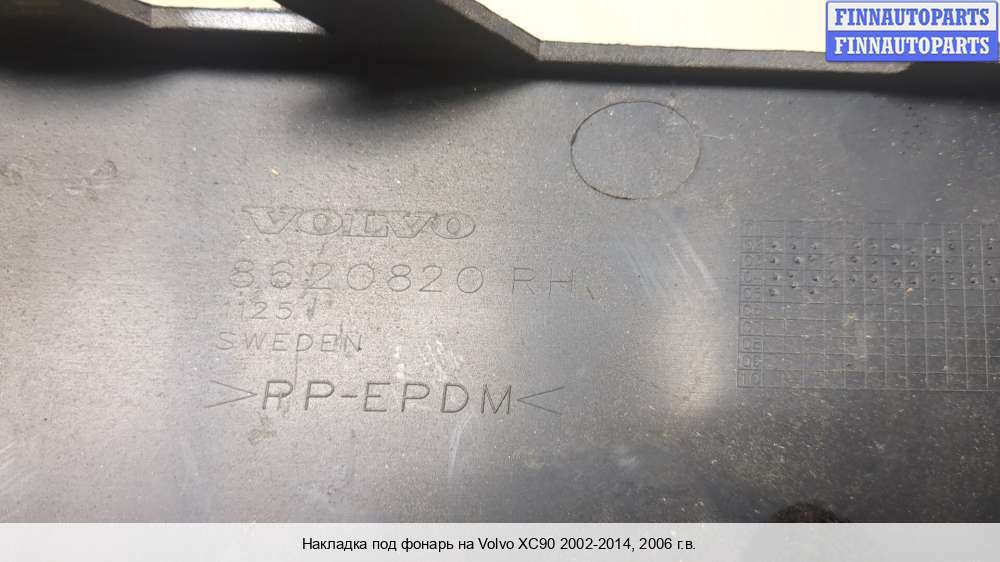 FINNAUTOPARTS
FINNAUTOPARTS
VOLVO
8620820 RH
"125"
SWEDEN
>PP-EPDM<
Накладка под фонарь на Volvo XC90 2002-2014, 2006 г.в.